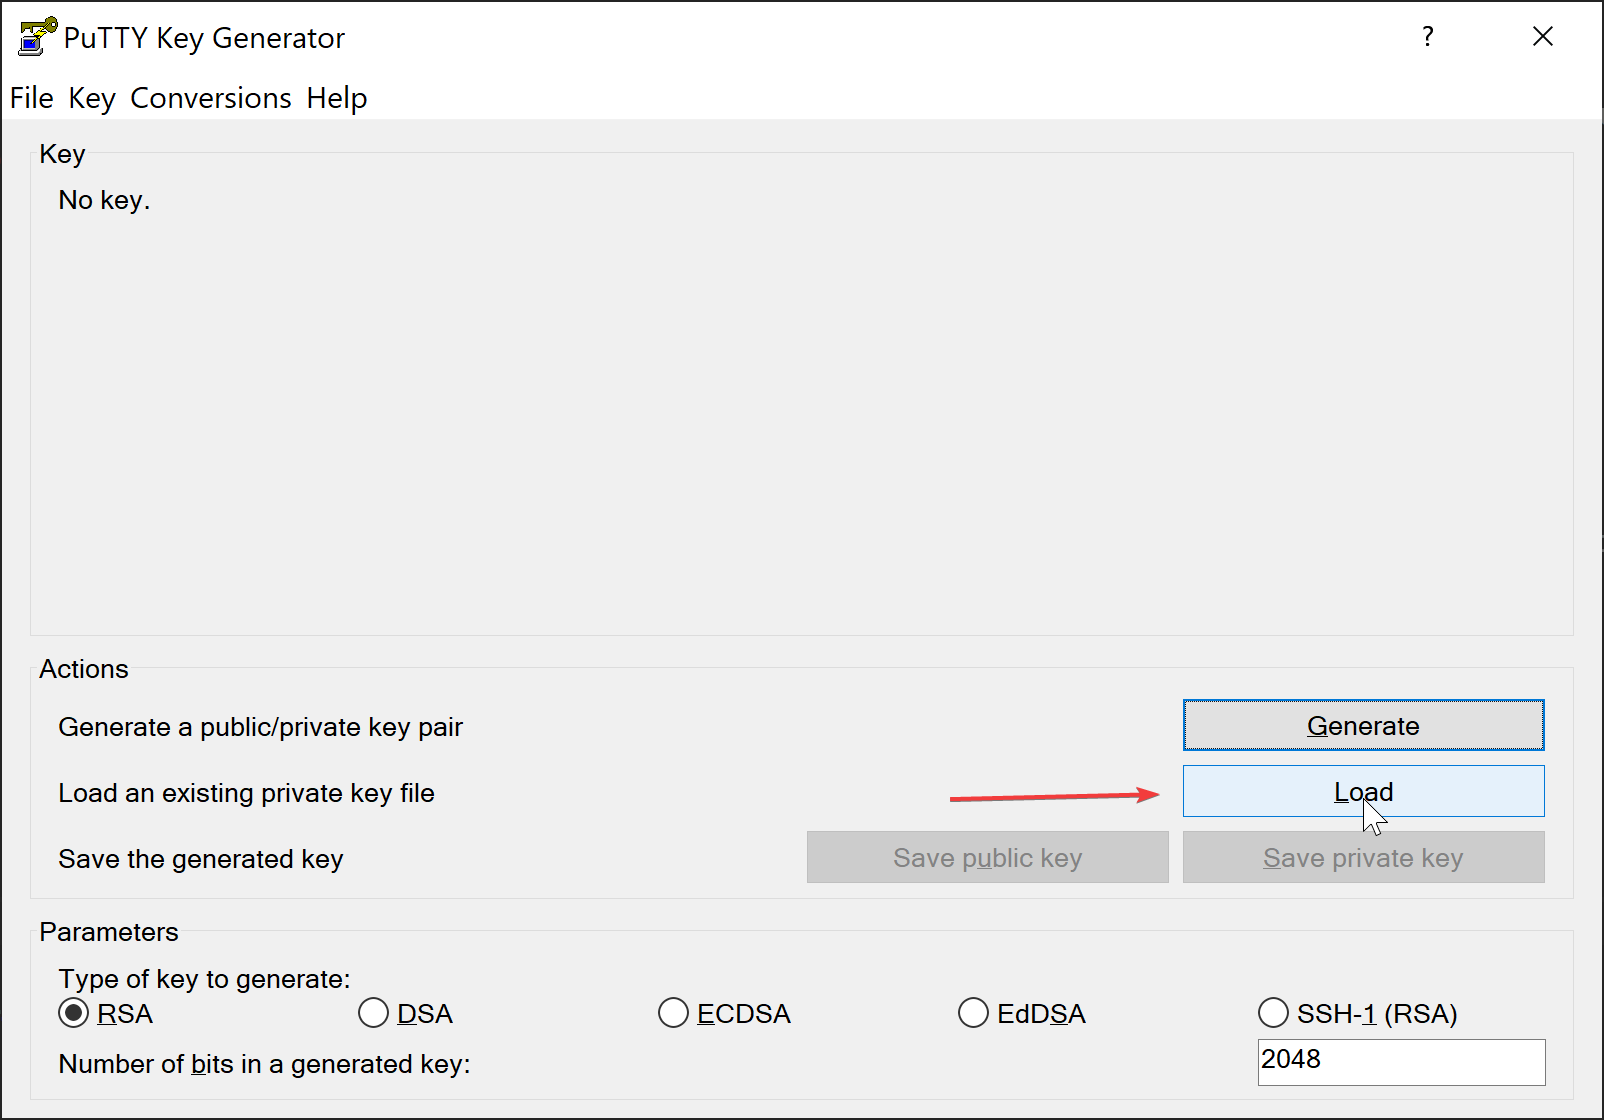 PuTTY Key Generator ?
File Key Conversions Help
Key
No key.
Actions
Generate a public/private key pair Generate
Load an existing private key file Load
Save the generated key Save public key Save private key
Parameters
Type of key to generate:
RSA DSA ECDSA EdDSA SSH-1 (RSA)
Number of bits in a generated key: 2048